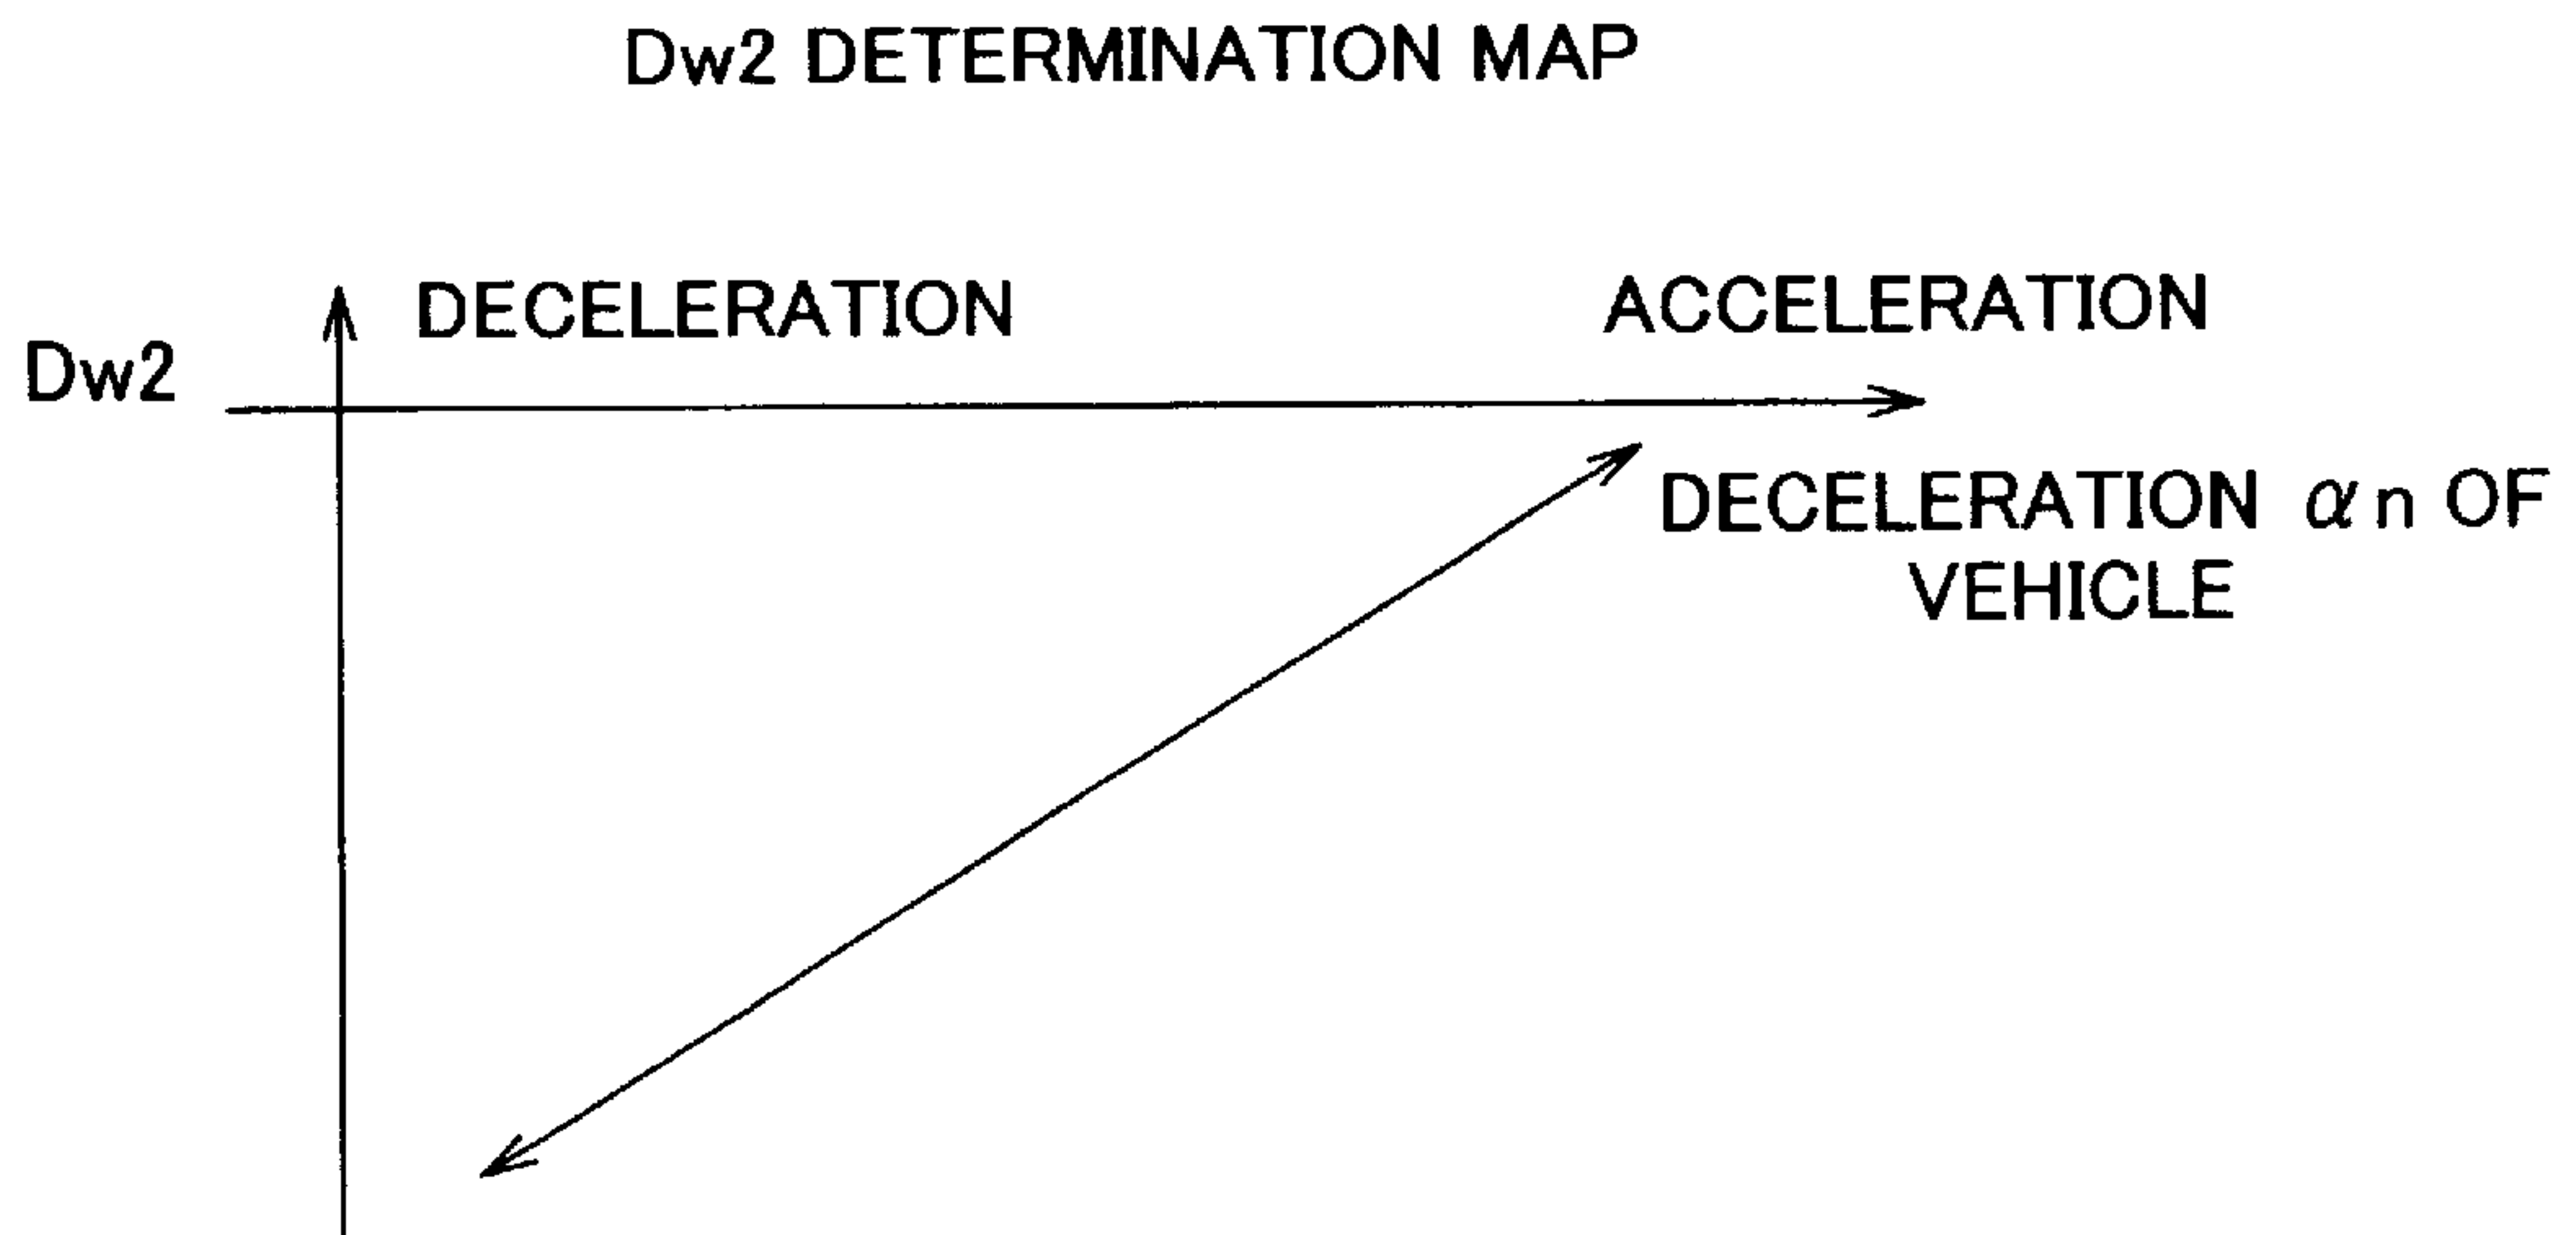 Dw2 DETERMINATION MAP
DECELERATION
ACCELERATION
Dw2
DECELERATION αn OF
VEHICLE